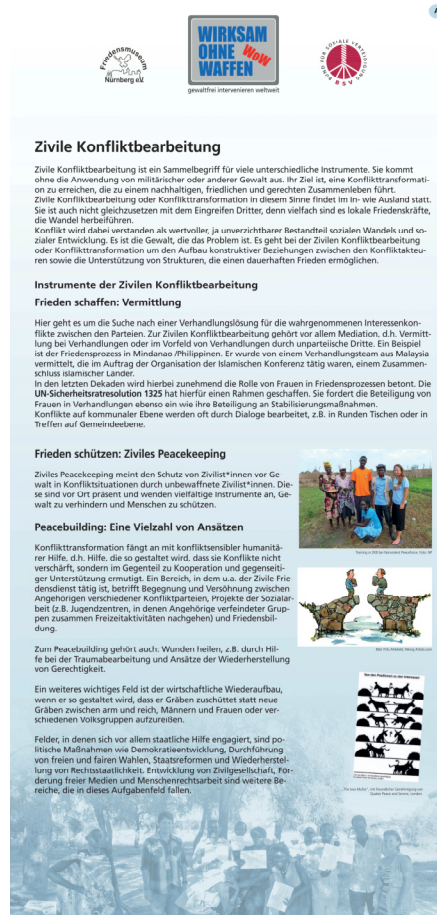 A
Friedensmuseum
Nürnberg e.V.
WIRKSAM
OHNE
WAFFEN
WoW
gewaltfrei intervenieren weltweit
BUND FÜR SOZIALE VERTEIDIGUNG
BSV
Zivile Konfliktbearbeitung
Zivile Konfliktbearbeitung ist ein Sammelbegriff für viele unterschiedliche Instrumente. Sie kommt
ohne die Anwendung von militärischer oder anderer Gewalt aus. Ihr Ziel ist, eine Konflikttransformati-
on zu erreichen, die zu einem nachhaltigen, friedlichen und gerechten Zusammenleben führt.
Zivile Konfliktbearbeitung oder Konflikttransformation in diesem Sinne findet im In- wie Ausland statt.
Sie ist auch nicht gleichzusetzen mit dem Eingreifen Dritter, denn vielfach sind es lokale Friedenskräfte,
die Wandel herbeiführen.
Konflikt wird dabei verstanden als wertvoller, ja unverzichtbarer Bestandteil sozialen Wandels und so-
zialer Entwicklung. Es ist die Gewalt, die das Problem ist. Es geht bei der Zivilen Konfliktbearbeitung
oder Konflikttransformation um den Aufbau konstruktiver Beziehungen zwischen den Konfliktakteu-
ren sowie die Unterstützung von Strukturen, die einen dauerhaften Frieden ermöglichen.
Instrumente der Zivilen Konfliktbearbeitung
Frieden schaffen: Vermittlung
Hier geht es um die Suche nach einer Verhandlungslösung für die wahrgenommenen Interessenkon-
flikte zwischen den Parteien. Zur Konfliktbearbeitung gehört vor allem Mediation, d.h. Vermitt-
lung bei Verhandlungen oder im Vorfeld von Verhandlungen durch unparteiische Dritte. Ein Beispiel
ist der Friedensprozess in Mindanao /Philippinen. Er wurde von einem Verhandlungsteam aus Malaysia
vermittelt, die im Auftrag der Organisation der Islamischen Konferenz tätig waren, einem Zusammen-
schluss islamischer Länder.
In den letzten Dekaden wird hierbei zunehmend die Rolle von Frauen in Friedensprozessen betont. Die
UN-Sicherheitsratresolution 1325 hat hierfür einen Rahmen geschaffen. Sie fordert die Beteiligung von
Frauen in Verhandlungen ebenso ein wie ihre Beteiligung an Stabilisierungsmaßnahmen.
Konflikte auf kommunaler Ebene werden oft durch Dialoge bearbeitet, z.B. in Runden Tischen oder in
Treffen auf Gemeindeebene.
Frieden schützen: Ziviles Peacekeeping
Ziviles Peacekeeping meint den Schutz von Zivilist*innen vor Ge
walt in Konfliktsituationen durch unbewaffnete Zivilist*innen. Die-
se sind vor Ort präsent und wenden vielfältige Instrumente an, Ge-
walt zu verhindern und Menschen zu schützen.
Peacebuilding: Eine Vielzahl von Ansätzen
Konflikttransformation fängt an mit konfliktsensibler humanitä-
rer Hilfe, d.h. Hilfe, die so gestaltet wird, dass sie Konflikte nicht
verschärft, sondern im Gegenteil zu Kooperation und gegenseiti-
ger Unterstützung ermutigt. Ein Bereich, in dem u.a. der Zivile Frie
densdienst tätig ist, betrifft Begegnung und Versöhnung zwischen
Angehörigen verschiedener Konfliktparteien, Projekte der Sozialar-
beit (z.B. Jugendzentren, in denen Angehörige verfeindeter Grup-
pen zusammen Freizeitaktivitäten nachgehen) und Friedensbil-
dung.
Zum Peacebuilding gehört auch: Wunden heilen, z.B. durch Hil-
fe bei der Traumabearbeitung und Ansätze der Wiederherstellung
von Gerechtigkeit.
Ein weiteres wichtiges Feld ist der wirtschaftliche Wiederaufbau,
wenn er so gestaltet wird, dass er Gräben zuschüttet statt neue
Gräben zwischen arm und reich, Männern und Frauen oder ver-
schiedenen Volksgruppen aufzureißen.
Felder, in denen sich vor allem staatliche Hilfe engagiert, sind po-
litische Maßnahmen wie Demokratieentwicklung, Durchführung
von freien und fairen Wahlen, Staatsreformen und Wiederherstel-
lung von Rechtsstaatlichkeit. Entwicklung von Zivilgesellschaft, För-
derung freier Medien und Menschenrechtsarbeit sind weitere Be-
reiche, die in dieses Aufgabenfeld fallen.